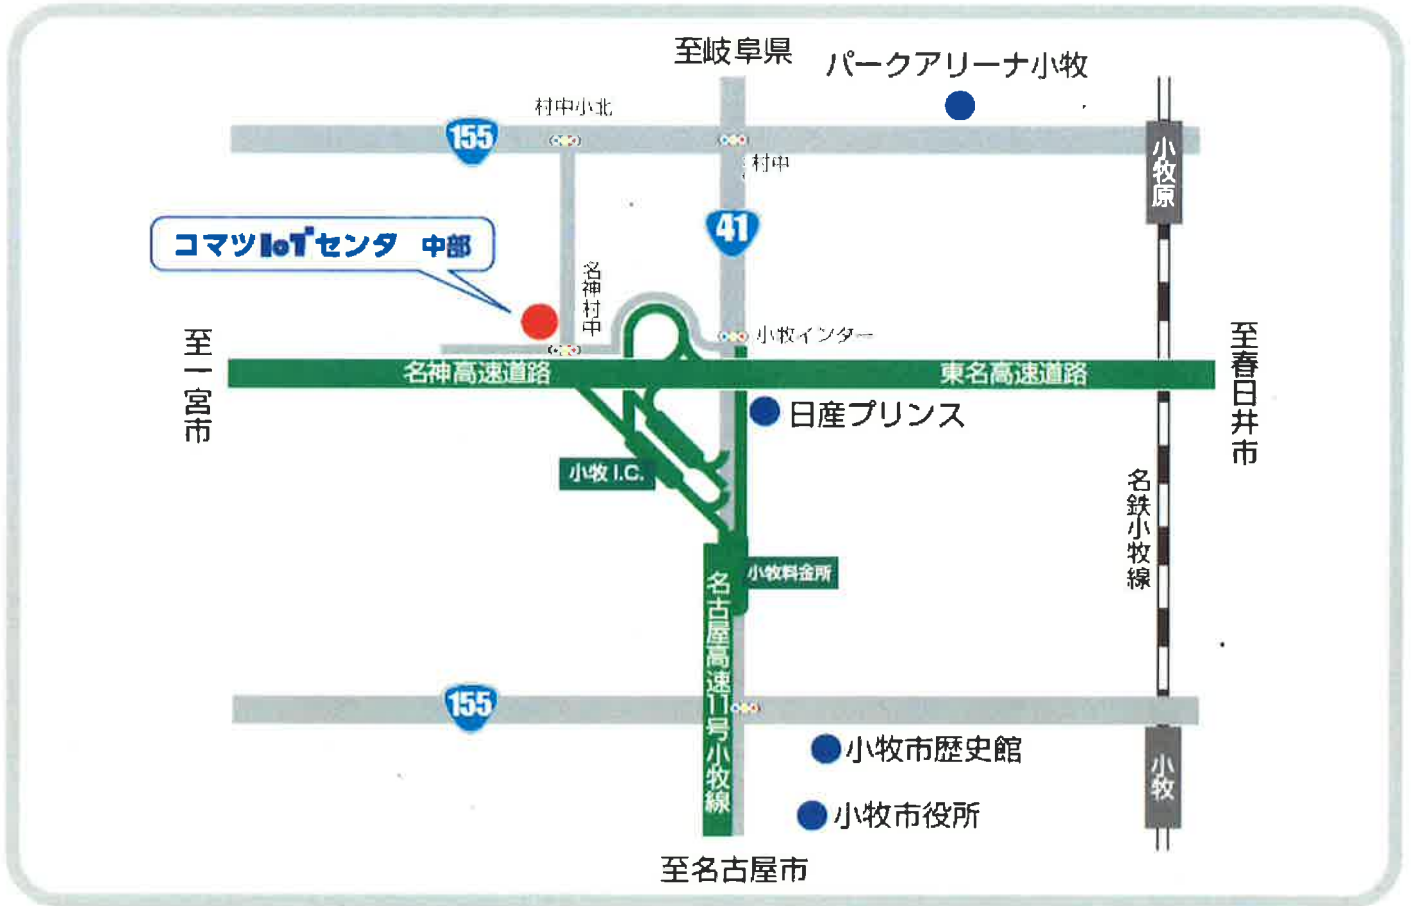 至岐阜県
パークアリーナ小牧
村中小北
155
村中
小牧原
41
コマツIoTセンタ 中部
名神村中
小牧インター
至一宮市
名神高速道路
東名高速道路
至春日井市
日産プリンス
小牧 I.C.
名鉄小牧線
小牧料金所
名古屋高速11号小牧線
155
小牧市歴史館
小牧
小牧市役所
至名古屋市